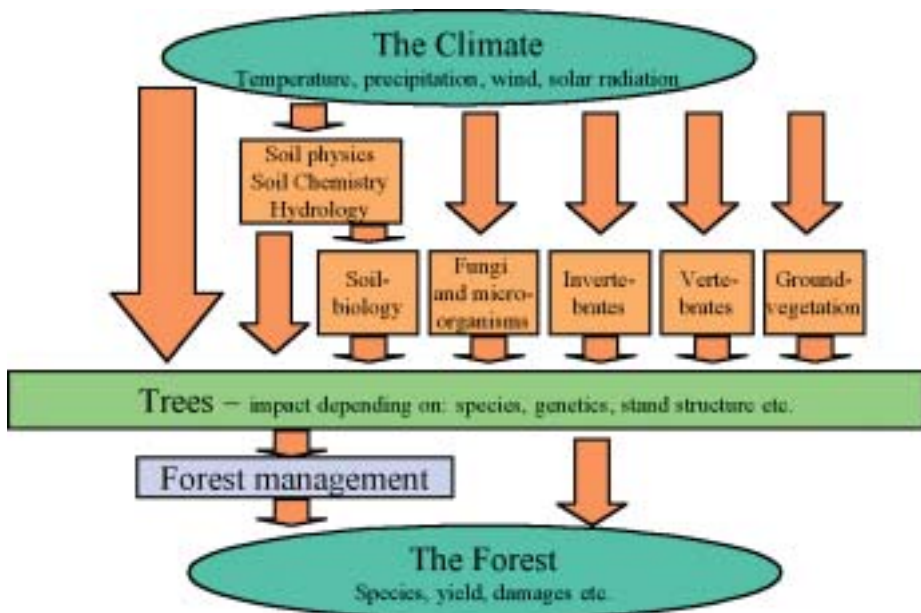 The Climate
Temperature, precipitation, wind, solar radiation
Soil physics
Soil Chemistry
Hydrology
Soil-
biology
Fungi
and micro-
organisms
Inverte-
brates
Verte-
brates
Ground-
vegetation
Trees – impact depending on: species, genetics, stand structure etc.
Forest management
The Forest
Species, yield, damages etc.